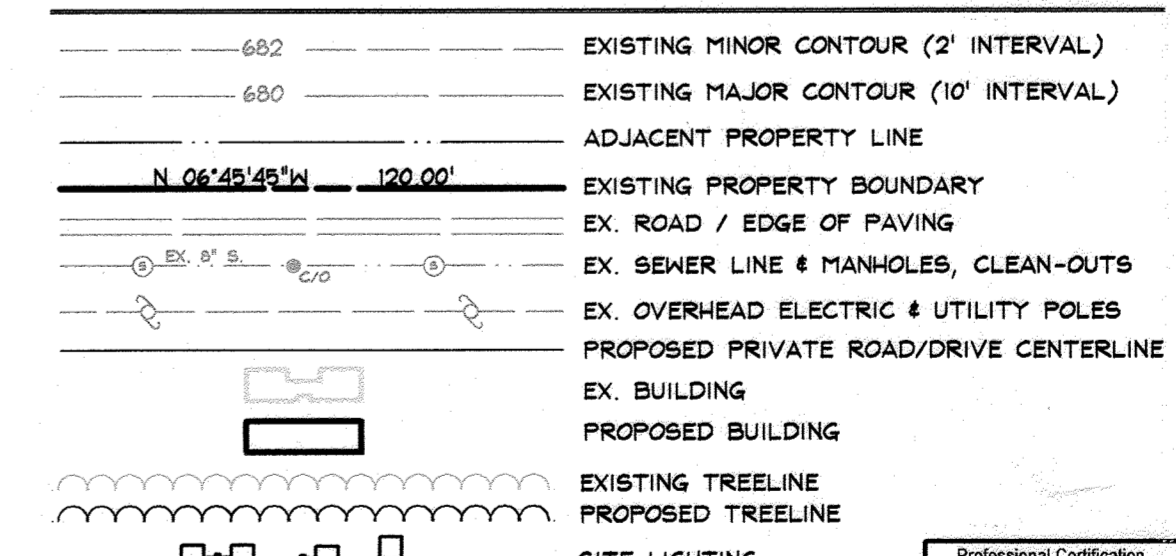 682 EXISTING MINOR CONTOUR (2' INTERVAL)
680 EXISTING MAJOR CONTOUR (10' INTERVAL)
ADJACENT PROPERTY LINE
N 06°45'45"W 120.00' EXISTING PROPERTY BOUNDARY
EX. ROAD / EDGE OF PAVING
S EX. 8" S. C/O S EX. SEWER LINE & MANHOLES, CLEAN-OUTS
EX. OVERHEAD ELECTRIC & UTILITY POLES
PROPOSED PRIVATE ROAD/DRIVE CENTERLINE
EX. BUILDING
PROPOSED BUILDING
EXISTING TREELINE
PROPOSED TREELINE
SITE LIGHTING
Professional Certification